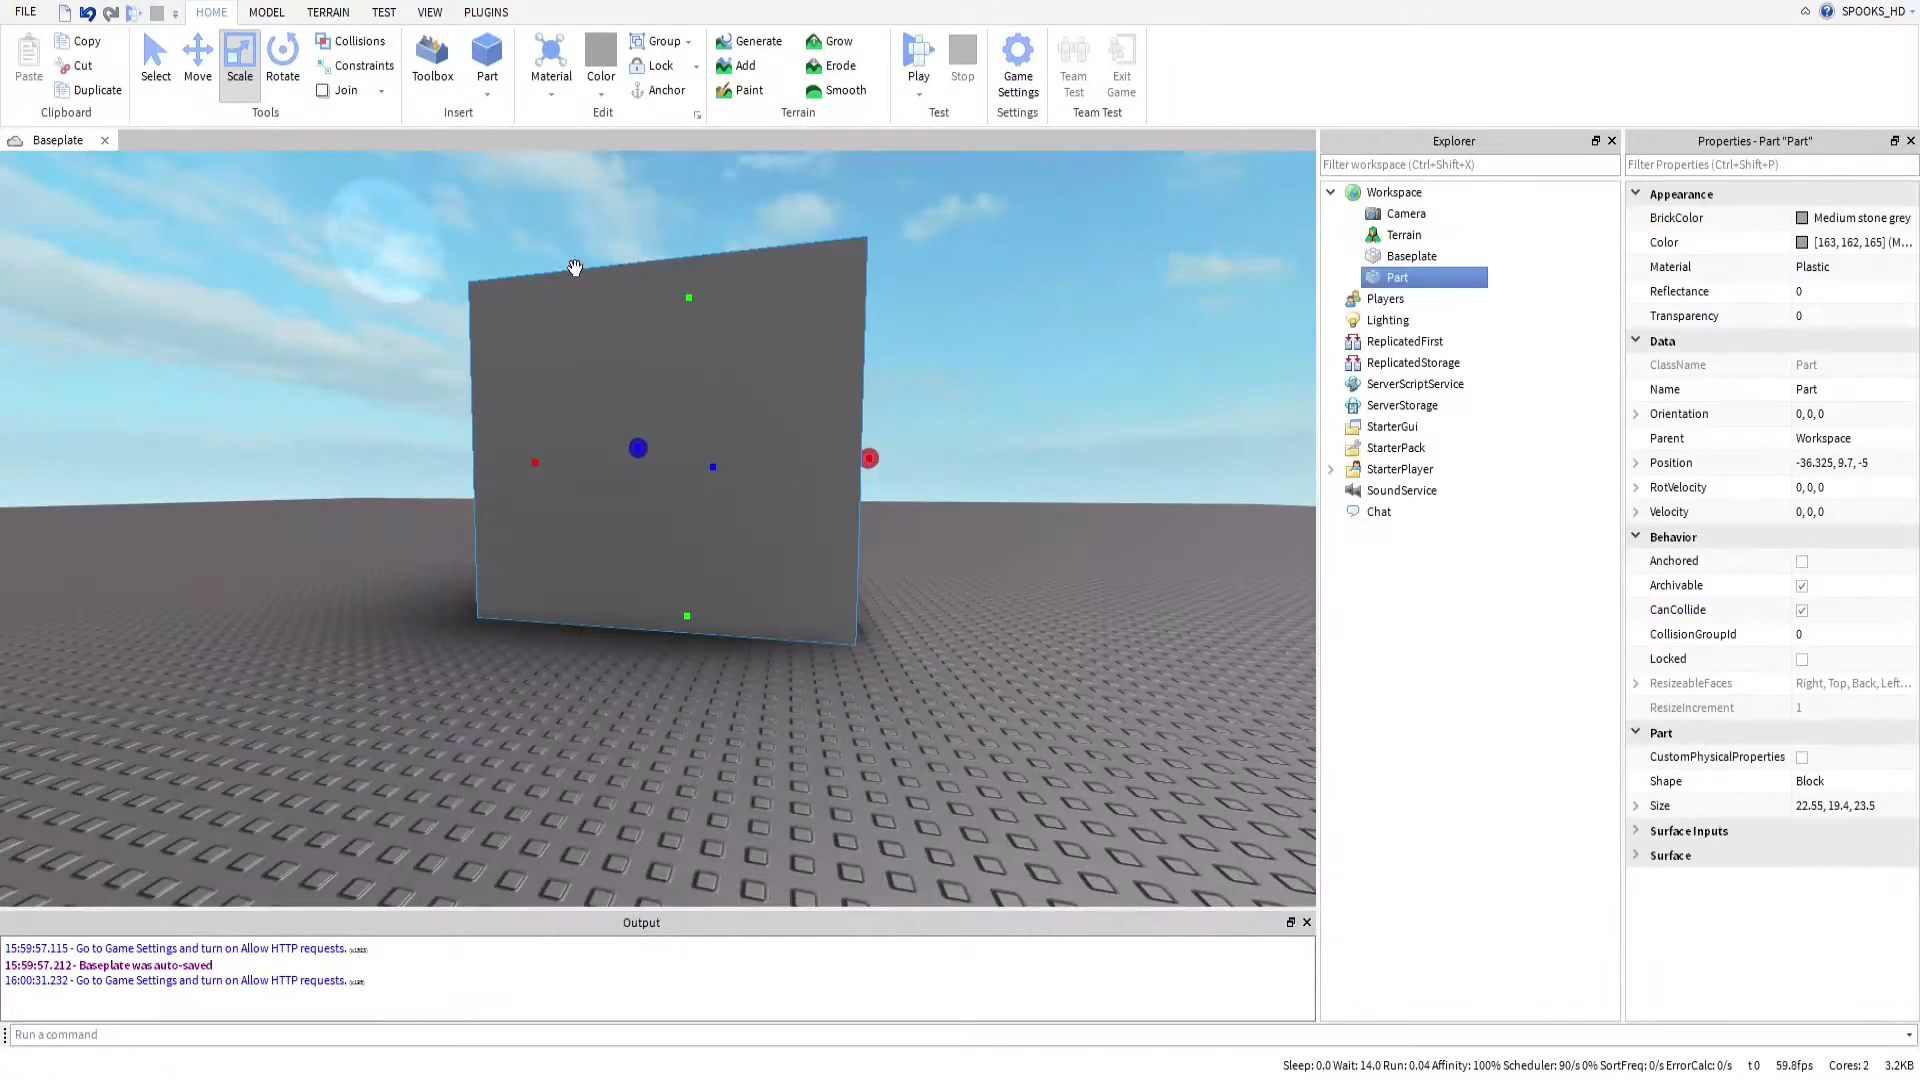 FILE HOME MODEL TERRAIN TEST VIEW PLUGINS SPOOKS_HD
Copy Collisions Group Generate Grow
Cut Constraints Lock Add Erode
Paste Select Move Scale Rotate Toolbox Part Material Color Play Stop Game Settings Team Test Exit Game
Duplicate Join Anchor Paint Smooth
Clipboard Tools Insert Edit Terrain Test Settings Team Test
Baseplate
Explorer
Filter workspace (Ctrl+Shift+X)
Workspace
Camera
Terrain
Baseplate
Part
Players
Lighting
ReplicatedFirst
ReplicatedStorage
ServerScriptService
ServerStorage
StarterGui
StarterPack
StarterPlayer
SoundService
Chat
Properties - Part "Part"
Filter Properties (Ctrl+Shift+P)
Appearance
BrickColor Medium stone grey
Color [163, 162, 165] (M...
Material Plastic
Reflectance 0
Transparency 0
Data
ClassName Part
Name Part
Orientation 0, 0, 0
Parent Workspace
Position -36.325, 9.7, -5
RotVelocity 0, 0, 0
Velocity 0, 0, 0
Behavior
Anchored
Archivable
CanCollide
CollisionGroupId 0
Locked
ResizeableFaces Right, Top, Back, Left...
ResizeIncrement 1
Part
CustomPhysicalProperties
Shape Block
Size 22.55, 19.4, 23.5
Surface Inputs
Surface
Output
15:59:57.115 - Go to Game Settings and turn on Allow HTTP requests.
15:59:57.212 - Baseplate was auto-saved
16:00:31.232 - Go to Game Settings and turn on Allow HTTP requests.
Run a command
Sleep: 0.0 Wait: 14.0 Run: 0.04 Affinity: 100% Scheduler: 90/s 0% SortFreq: 0/s ErrorCalc: 0/s t 0 59.8fps Cores: 2 3.2KB